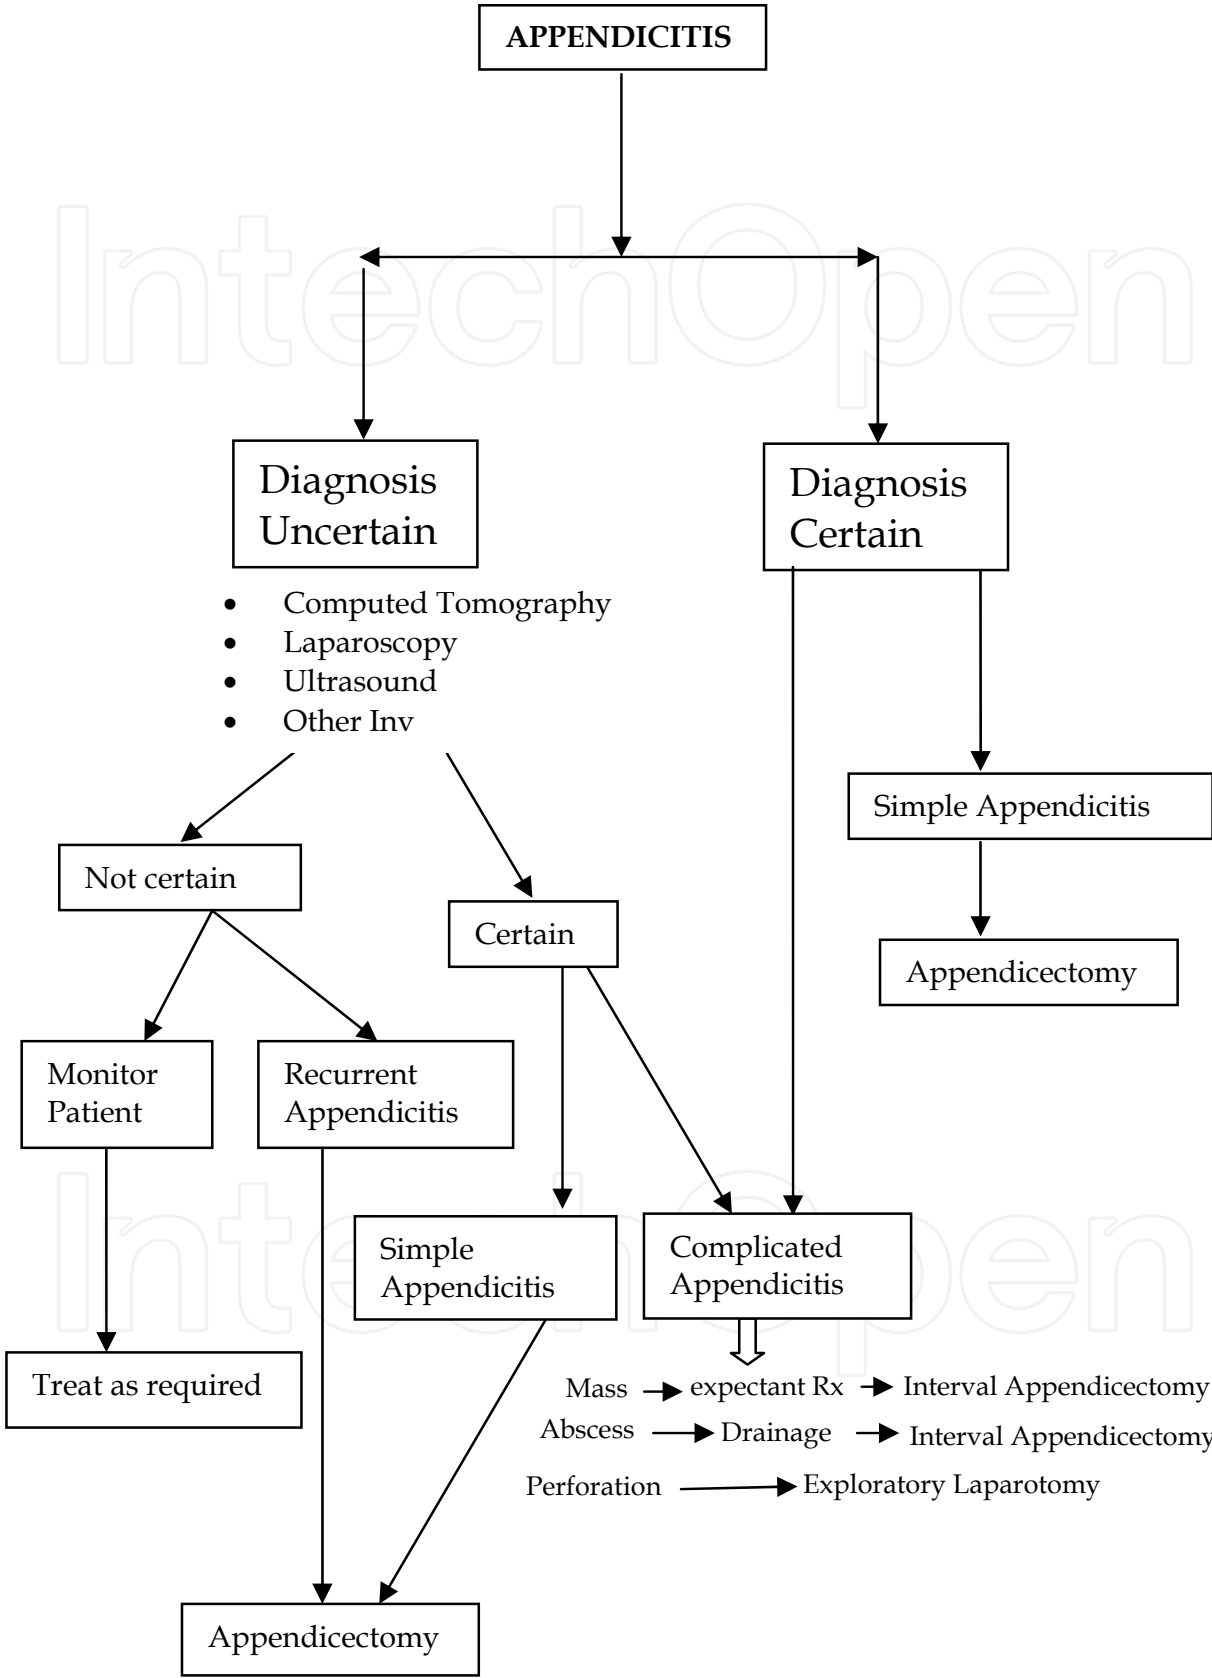 APPENDICITIS
IntechOpen
Diagnosis
Uncertain
Diagnosis
Certain
• Computed Tomography
• Laparoscopy
• Ultrasound
• Other Inv
Simple Appendicitis
Not certain
Certain
Appendicectomy
Monitor
Patient
Recurrent
Appendicitis
IntechOpen
Simple
Appendicitis
Complicated
Appendicitis
Treat as required
Mass expectant Rx Interval Appendicectomy
Abscess Drainage Interval Appendicectomy
Perforation Exploratory Laparotomy
Appendicectomy